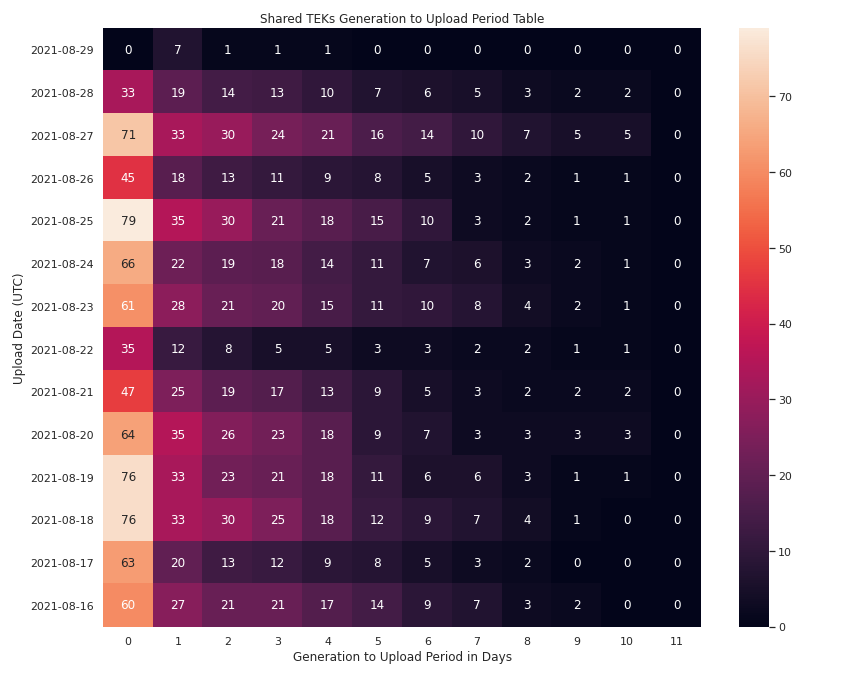 Shared TEKs Generation to Upload Period Table
2021-08-29 0 7 1 1 1 0 0 0 0 0 0 0
2021-08-28 33 19 14 13 10 7 6 5 3 2 2 0
2021-08-27 71 33 30 24 21 16 14 10 7 5 5 0
2021-08-26 45 18 13 11 9 8 5 3 2 1 1 0
2021-08-25 79 35 30 21 18 15 10 3 2 1 1 0
2021-08-24 66 22 19 18 14 11 7 6 3 2 1 0
2021-08-23 61 28 21 20 15 11 10 8 4 2 1 0
2021-08-22 35 12 8 5 5 3 3 2 2 1 1 0
2021-08-21 47 25 19 17 13 9 5 3 2 2 2 0
2021-08-20 64 35 26 23 18 9 7 3 3 3 3 0
2021-08-19 76 33 23 21 18 11 6 6 3 1 1 0
2021-08-18 76 33 30 25 18 12 9 7 4 1 0 0
2021-08-17 63 20 13 12 9 8 5 3 2 0 0 0
2021-08-16 60 27 21 21 17 14 9 7 3 2 0 0
0 1 2 3 4 5 6 7 8 9 10 11
Generation to Upload Period in Days
Upload Date (UTC)
70
60
50
40
30
20
10
0